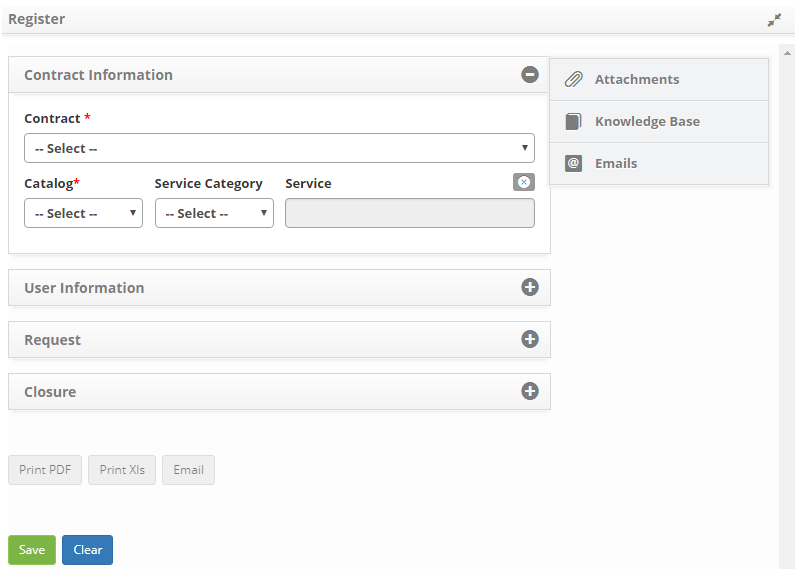 Register
Contract Information
Contract *
-- Select --
Catalog* Service Category Service
-- Select -- -- Select --
User Information
Request
Closure
Print PDF Print Xls Email
Save Clear
Attachments
Knowledge Base
@ Emails